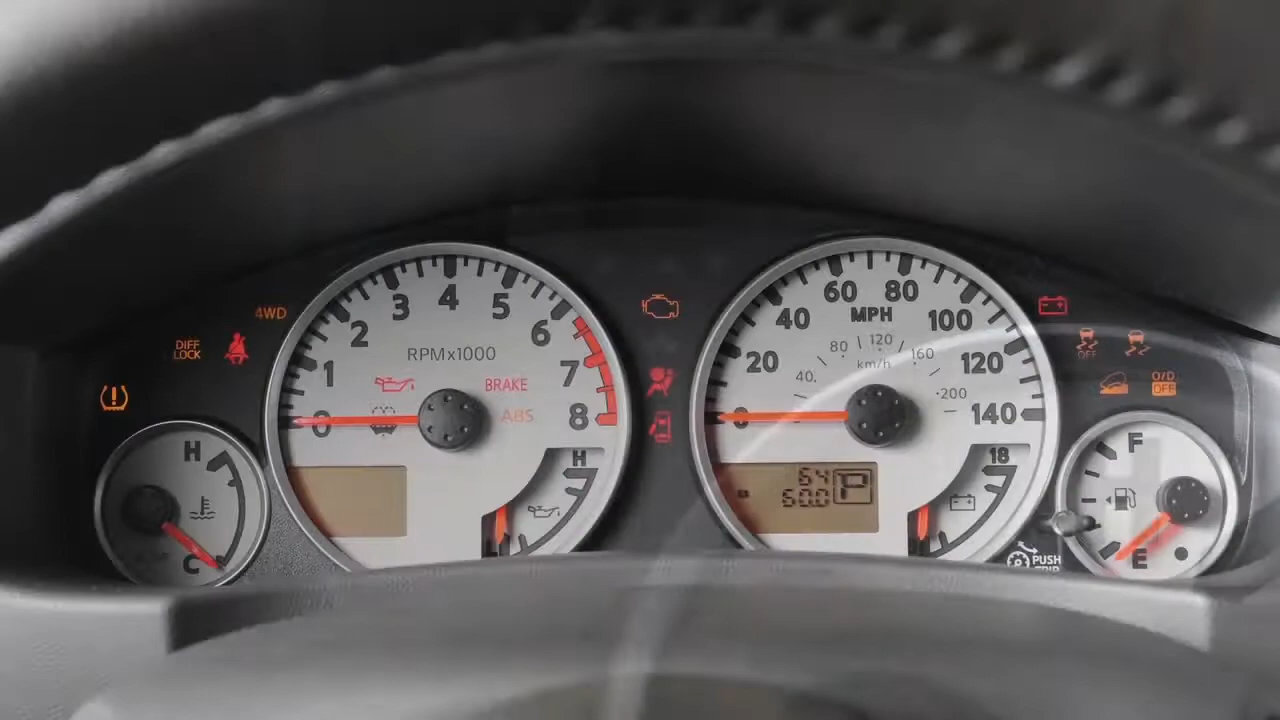 4WD
DIFF
LOCK
H
C
0
1
2
3
4
5
6
7
8
RPMx1000
BRAKE
ABS
H
0
20
40
60
80
100
120
140
MPH
40
80
120
160
200
km/h
64
60.0
P
18
OFF
O/D
OFF
F
E
PUSH
TRIP